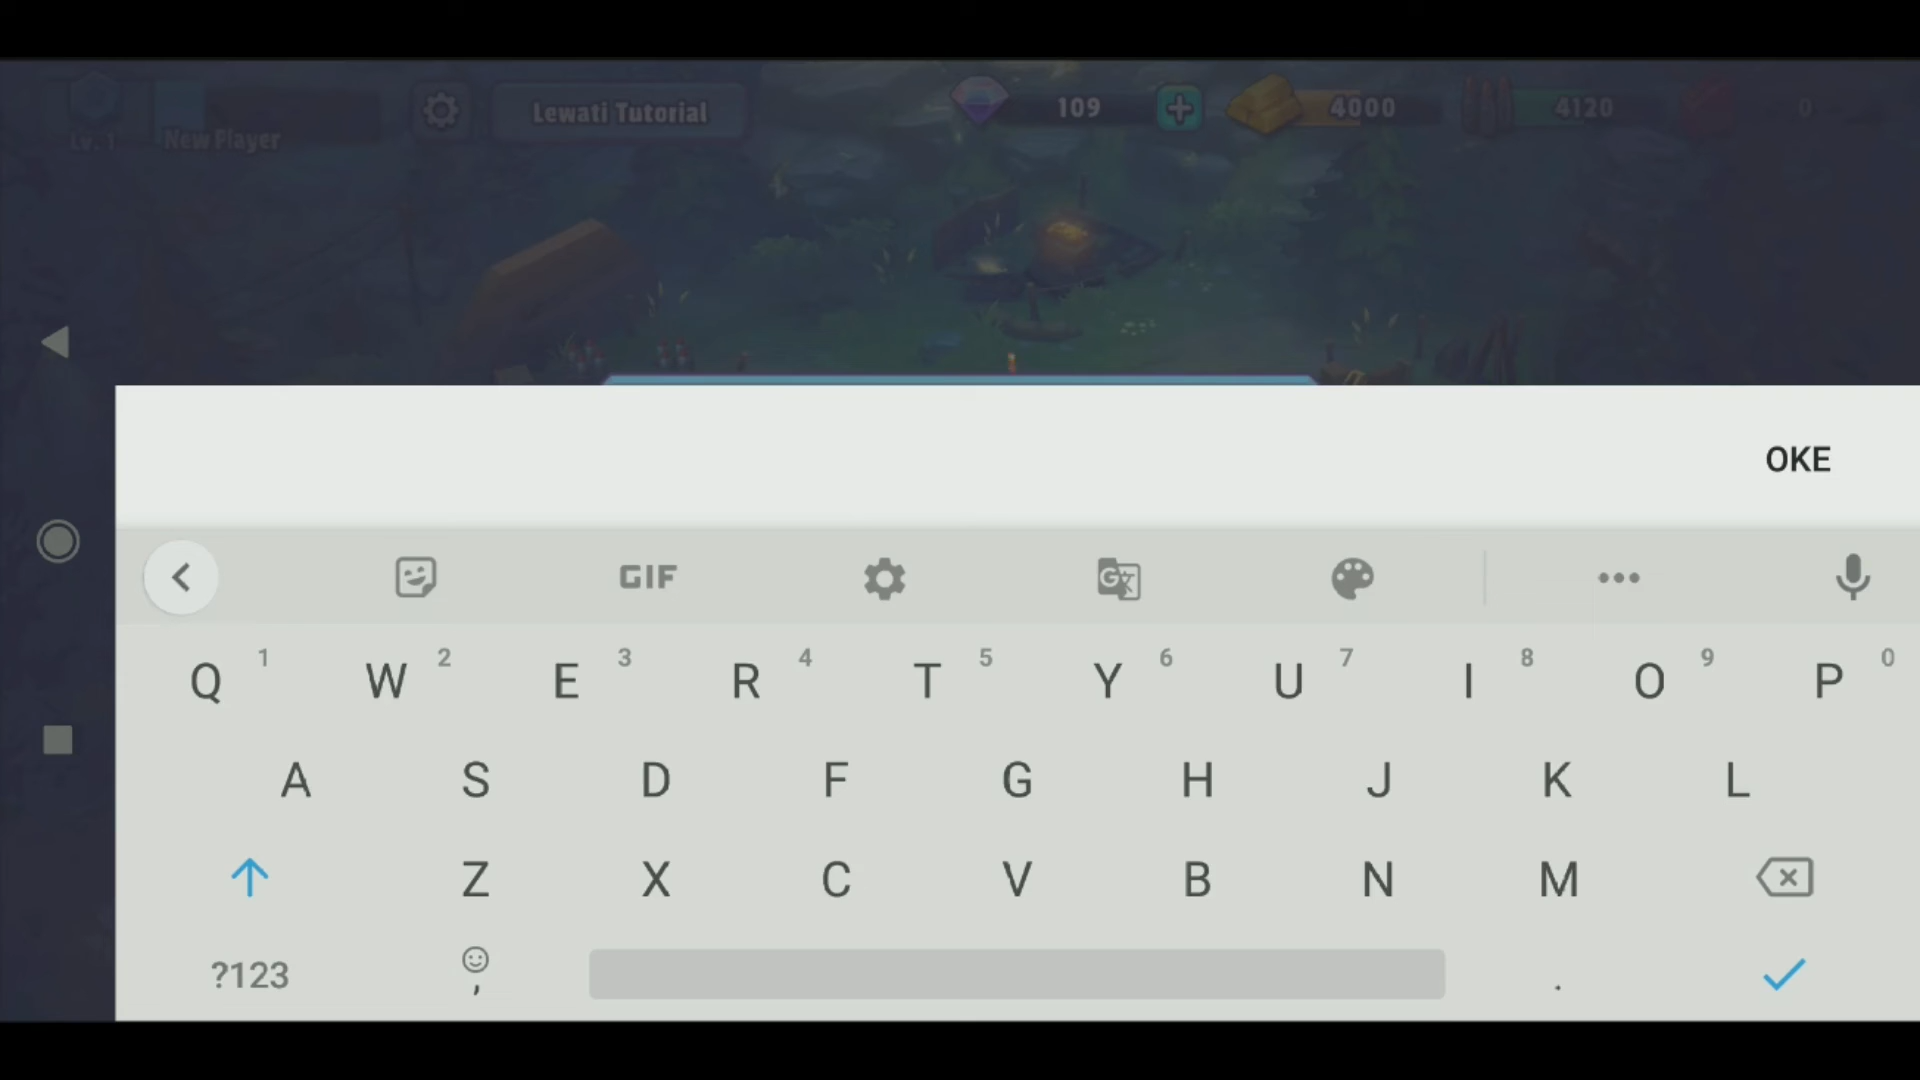 Lewati Tutorial
109
4000
4120
0
Lv. 1
New Player
OKE
GIF
Q 1 W 2 E 3 R 4 T 5 Y 6 U 7 I 8 O 9 P 0
A S D F G H J K L
Z X C V B N M
?123 , .